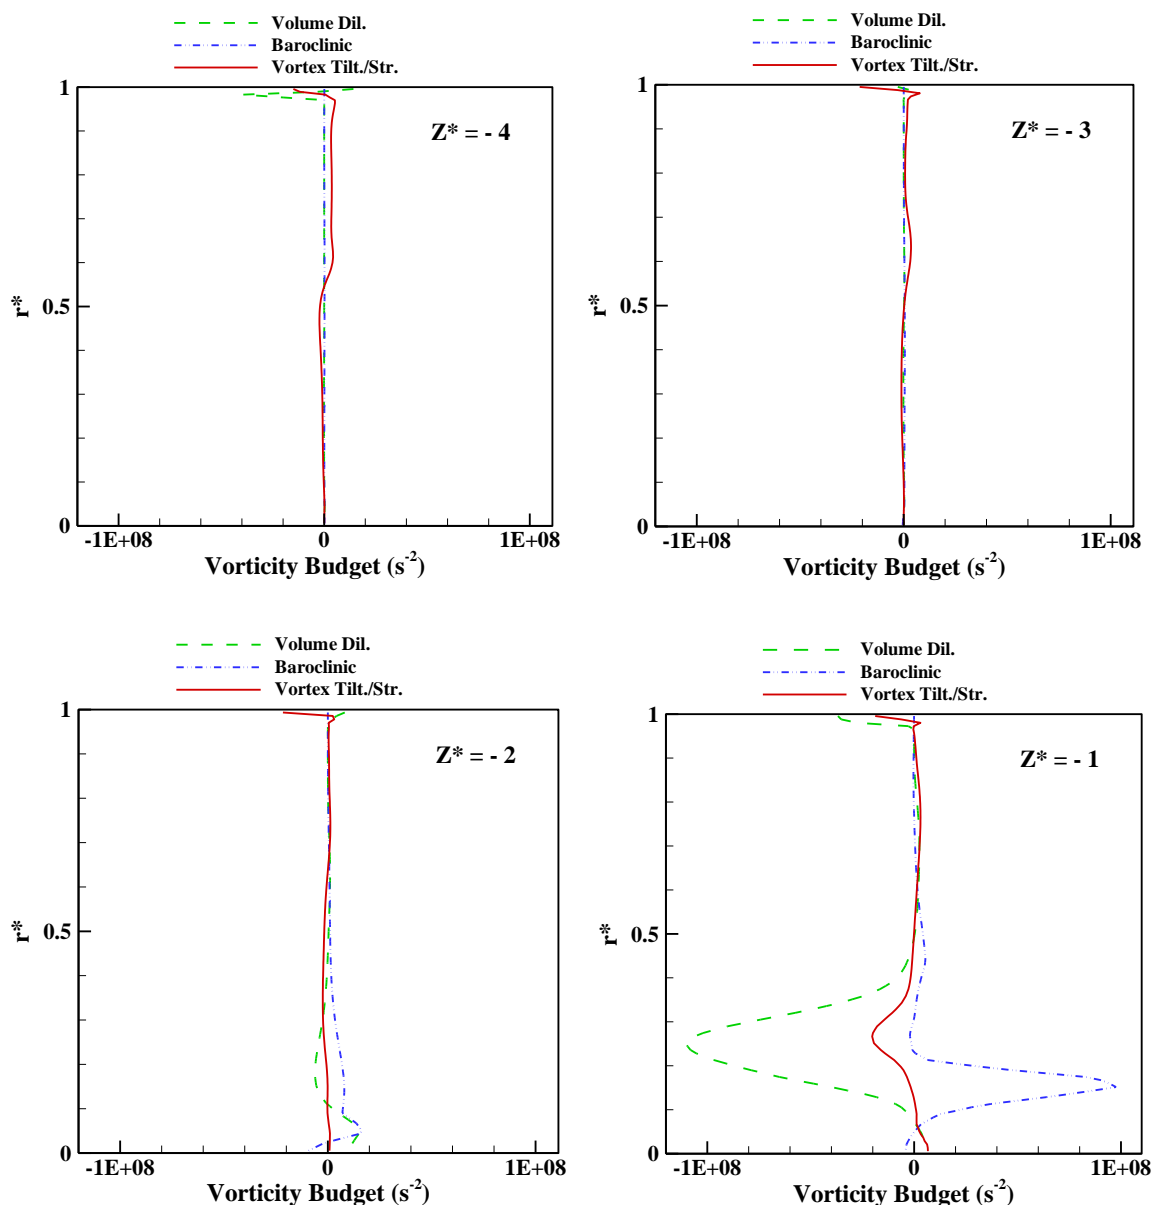 Volume Dil.
Baroclinic
Vortex Tilt./Str.
1
Z* = - 4
r*
0.5
0
-1E+08
0
1E+08
Vorticity Budget (s⁻²)
Volume Dil.
Baroclinic
Vortex Tilt./Str.
1
Z* = - 3
r*
0.5
0
-1E+08
0
1E+08
Vorticity Budget (s⁻²)
Volume Dil.
Baroclinic
Vortex Tilt./Str.
1
Z* = - 2
r*
0.5
0
-1E+08
0
1E+08
Vorticity Budget (s⁻²)
Volume Dil.
Baroclinic
Vortex Tilt./Str.
1
Z* = - 1
r*
0.5
0
-1E+08
0
1E+08
Vorticity Budget (s⁻²)